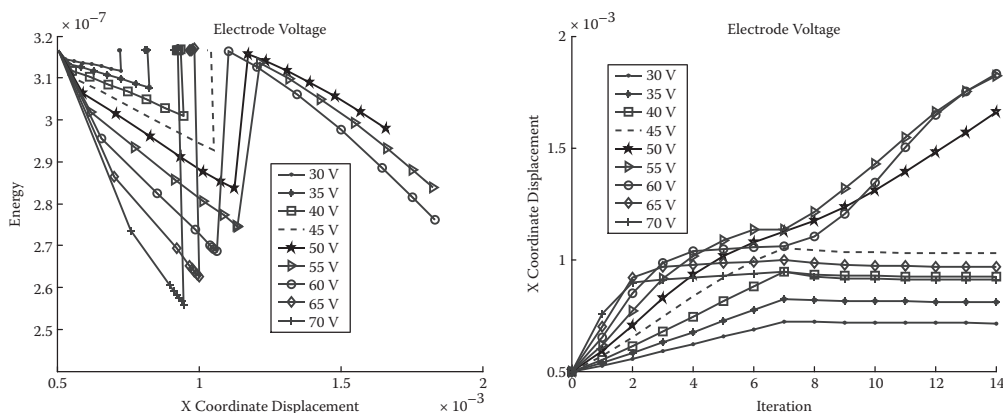 × 10⁻⁷
Electrode Voltage
3.2
3.1
3
2.9
2.8
2.7
2.6
2.5
Energy
30 V
35 V
40 V
45 V
50 V
55 V
60 V
65 V
70 V
0.5
1
1.5
2
X Coordinate Displacement
× 10⁻³
× 10⁻³
Electrode Voltage
2
1.5
1
0.5
X Coordinate Displacement
30 V
35 V
40 V
45 V
50 V
55 V
60 V
65 V
70 V
0
2
4
6
8
10
12
14
Iteration